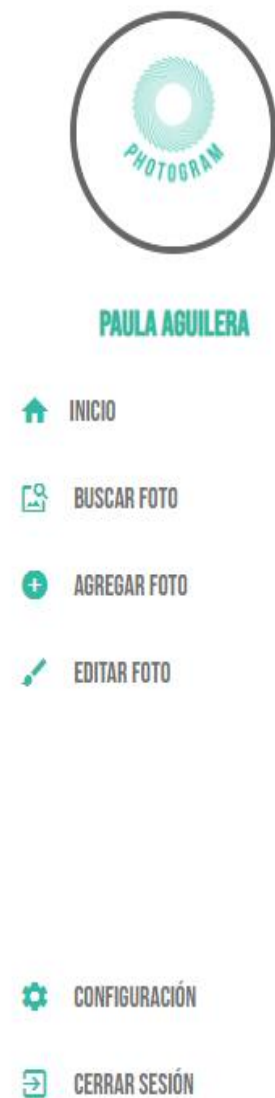 PHOTOGRAM
PAULA AGUILERA
INICIO
BUSCAR FOTO
AGREGAR FOTO
EDITAR FOTO
CONFIGURACIÓN
CERRAR SESIÓN